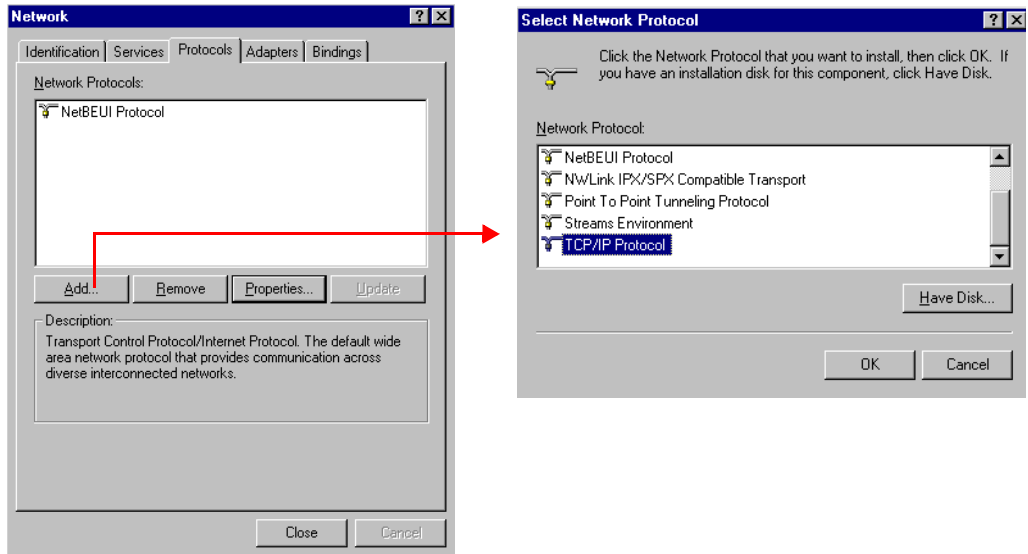 Network
Identification
Services
Protocols
Adapters
Bindings
Network Protocols:
NetBEUI Protocol
Add...
Remove
Properties...
Update
Description:
Transport Control Protocol/Internet Protocol. The default wide
area network protocol that provides communication across
diverse interconnected networks.
Close
Cancel
Select Network Protocol
Click the Network Protocol that you want to install, then click OK. If
you have an installation disk for this component, click Have Disk.
Network Protocol:
NetBEUI Protocol
NWLink IPX/SPX Compatible Transport
Point To Point Tunneling Protocol
Streams Environment
TCP/IP Protocol
Have Disk...
OK
Cancel